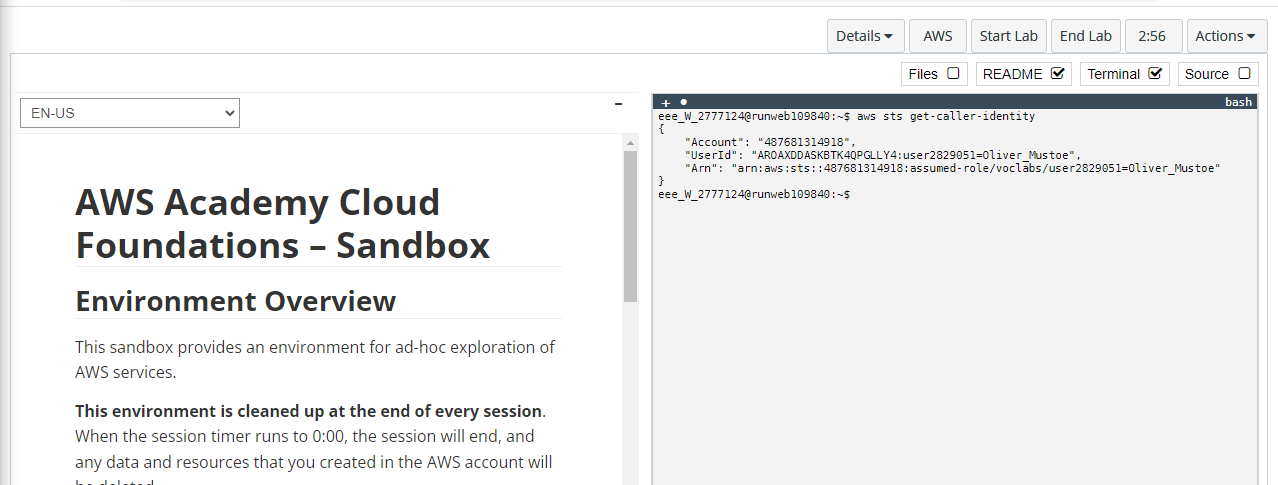 Details AWS Start Lab End Lab 2:56 Actions
Files README Terminal Source
EN-US
-
AWS Academy Cloud
Foundations – Sandbox
Environment Overview
This sandbox provides an environment for ad-hoc exploration of
AWS services.
This environment is cleaned up at the end of every session.
When the session timer runs to 0:00, the session will end, and
any data and resources that you created in the AWS account will
be deleted
+ bash
eee_W_2777124@runweb109840:~$ aws sts get-caller-identity
{
"Account": "487681314918",
"UserId": "AROAXDDASKBTK4QPGLLY4:user2829051=Oliver_Mustoe",
"Arn": "arn:aws:sts::487681314918:assumed-role/voclabs/user2829051=Oliver_Mustoe"
}
eee_W_2777124@runweb109840:~$